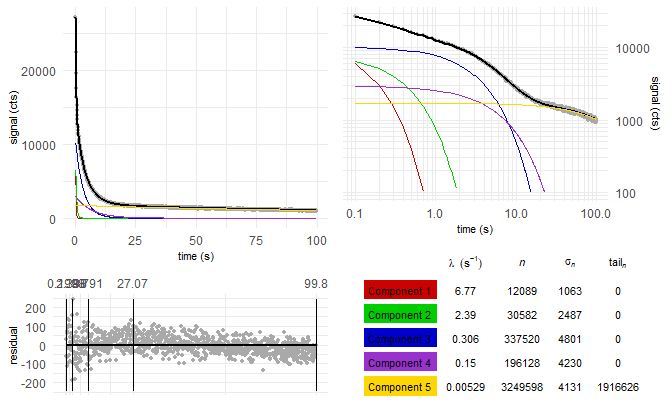 signal (cts)
20000
10000
0
0
25
50
75
100
time (s)
10000
1000
100
signal (cts)
0.1
1.0
10.0
100.0
time (s)
27.07
99.8
residual
200
100
0
-100
-200
λ (s⁻¹) n σₙ tailₙ
Component 1 6.77 12089 1063 0
Component 2 2.39 30582 2487 0
Component 3 0.306 337520 4801 0
Component 4 0.15 196128 4230 0
Component 5 0.00529 3249598 4131 1916626